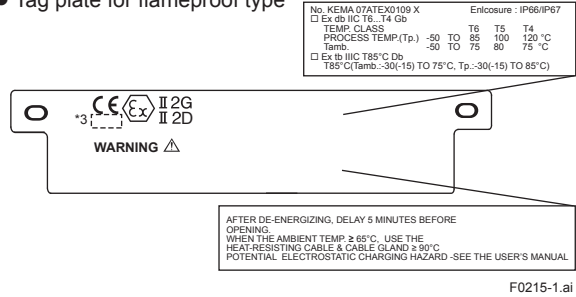 ● Tag plate for flameproof type
No. KEMA 07ATEX0109 X Enlcosure : IP66/IP67
☐ Ex db IIC T6...T4 Gb
TEMP. CLASS T6 T5 T4
PROCESS TEMP.(Tp.) -50 TO 85 100 120 °C
Tamb. -50 TO 75 80 75 °C
☐ Ex tb IIIC T85°C Db
T85°C(Tamb.:-30(-15) TO 75°C, Tp.:-30(-15) TO 85°C)
CE Ex II 2G
*3 II 2D
WARNING ⚠
AFTER DE-ENERGIZING, DELAY 5 MINUTES BEFORE
OPENING.
WHEN THE AMBIENT TEMP. ≥ 65°C, USE THE
HEAT-RESISTING CABLE & CABLE GLAND ≥ 90°C
POTENTIAL ELECTROSTATIC CHARGING HAZARD -SEE THE USER'S MANUAL
F0215-1.ai